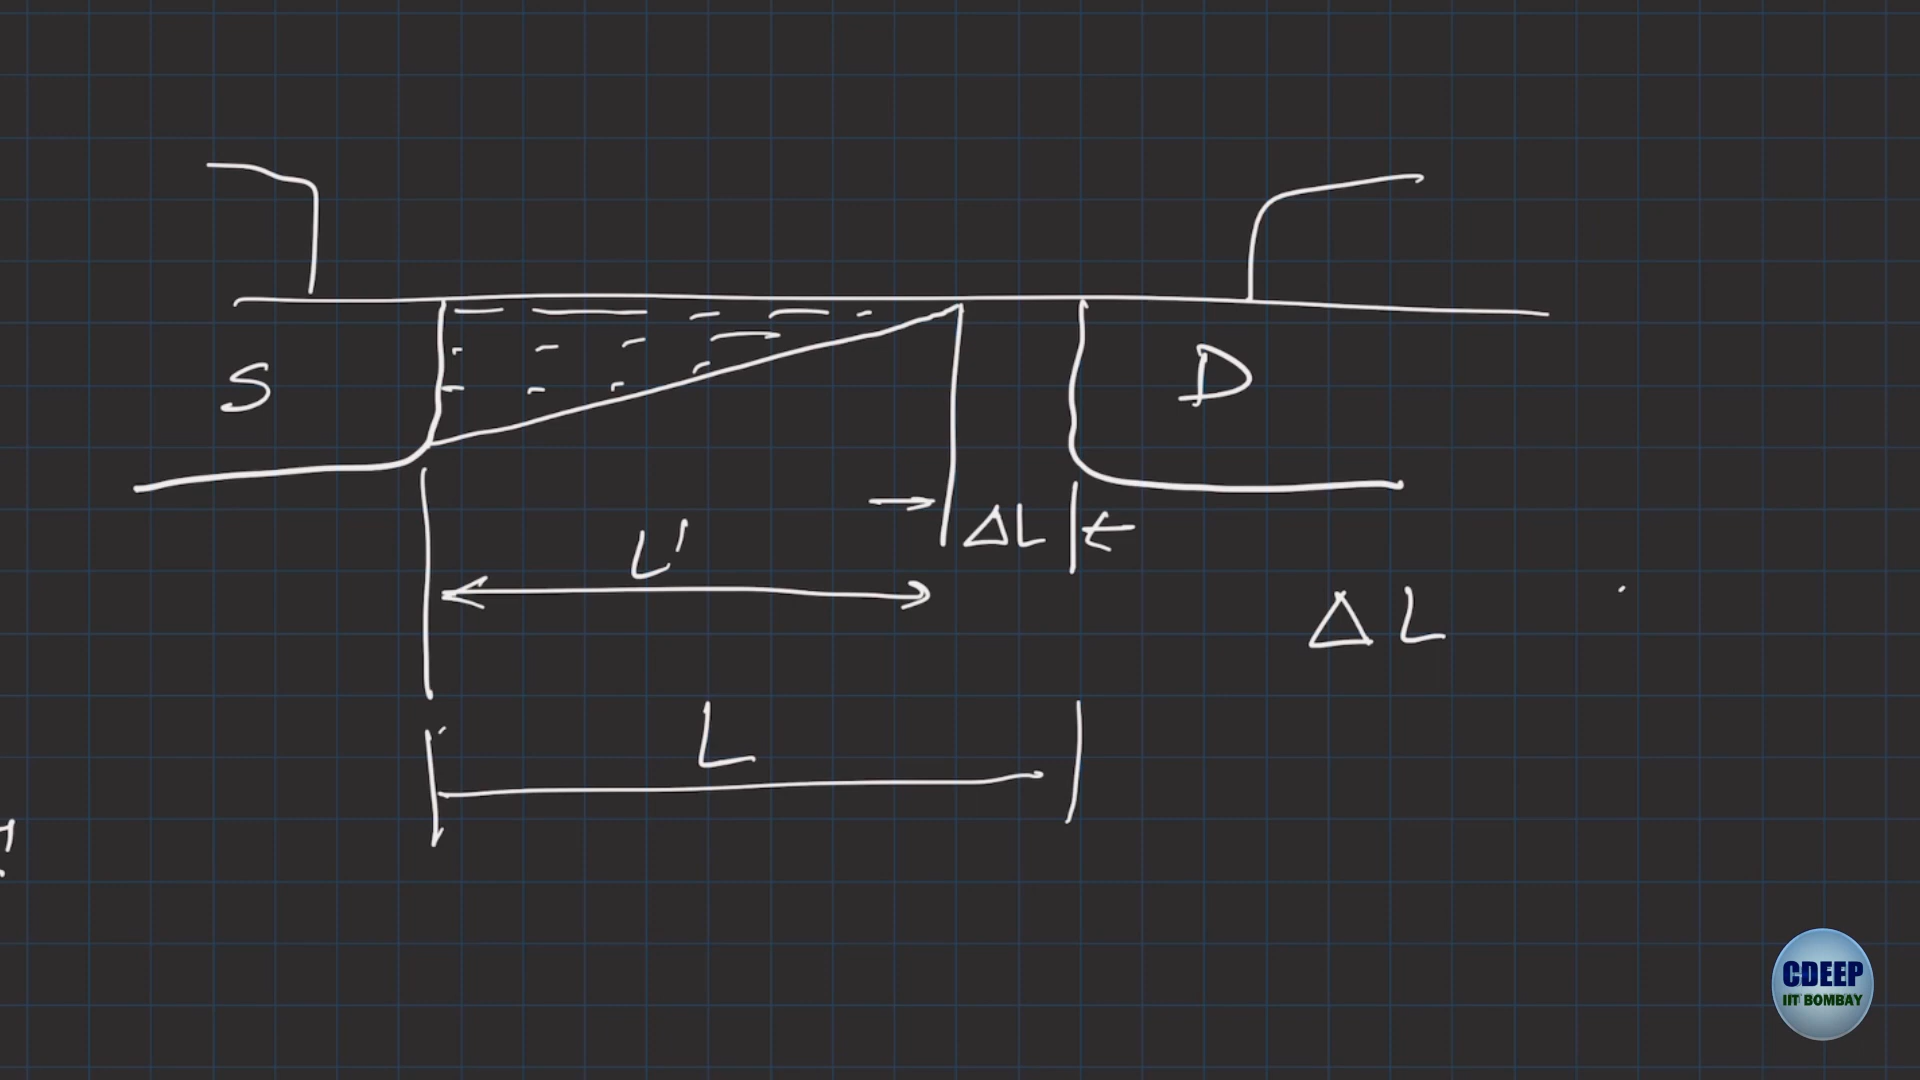 S
D
ΔL
L'
ΔL
L
CDEEP
IIT BOMBAY